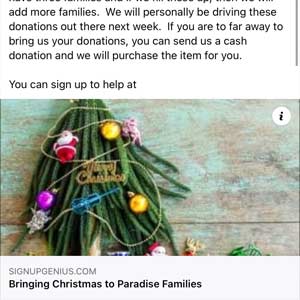 have three families and if we fill these up, then we will
add more families.  We will personally be driving these
donations out there next week.  If you are to far away to
bring us your donations, you can send us a cash
donation and we will purchase the item for you.
You can sign up to help at
i
Merry
Christmas
SIGNUPGENIUS.COM
Bringing Christmas to Paradise Families